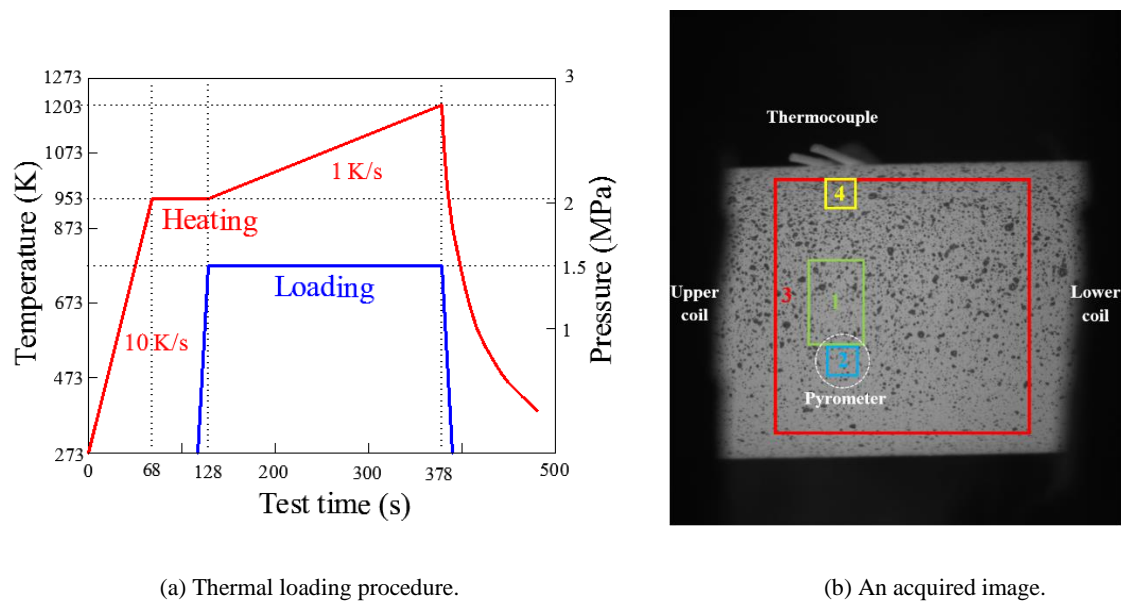 1273
1203
1073
953
873
673
473
273
Temperature (K)
0
68
128
200
300
378
500
Test time (s)
3
2
1.5
1
Pressure (MPa)
1 K/s
Heating
Loading
10 K/s
Thermocouple
4
Upper
coil
3
1
Lower
coil
2
Pyrometer
(a) Thermal loading procedure.
(b) An acquired image.